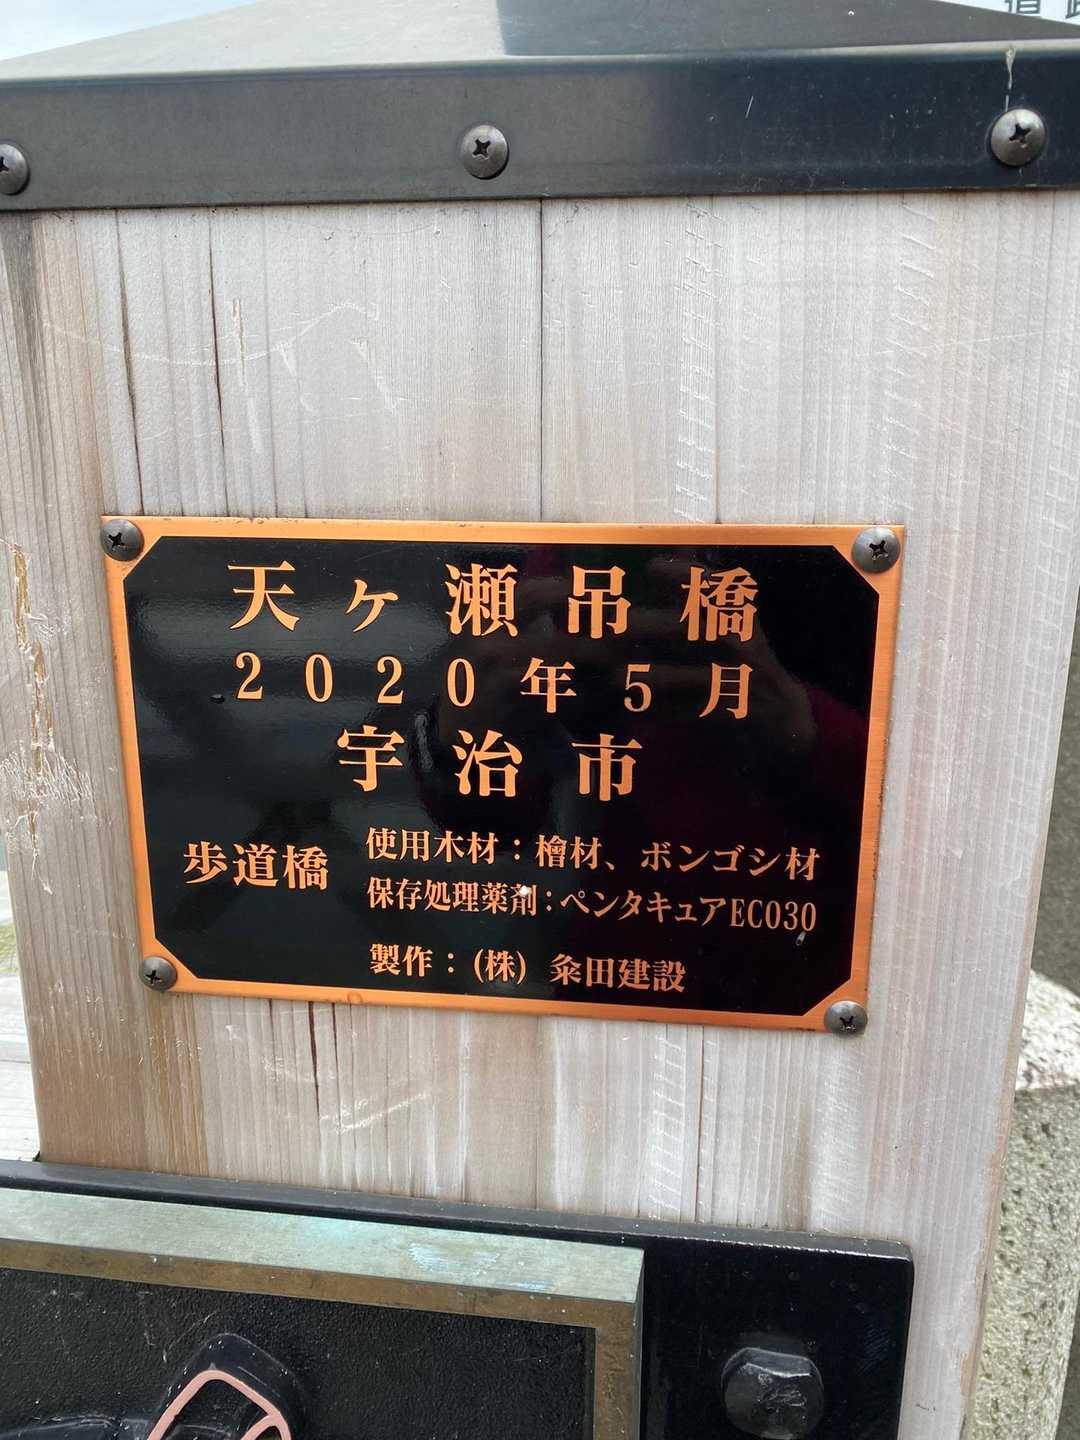 天ヶ瀬吊橋
2020年5月
宇治市
歩道橋
使用木材：檜材、ボンゴシ材
保存処理薬剤：ペンタキュアEC030
製作：(株) 粂田建設